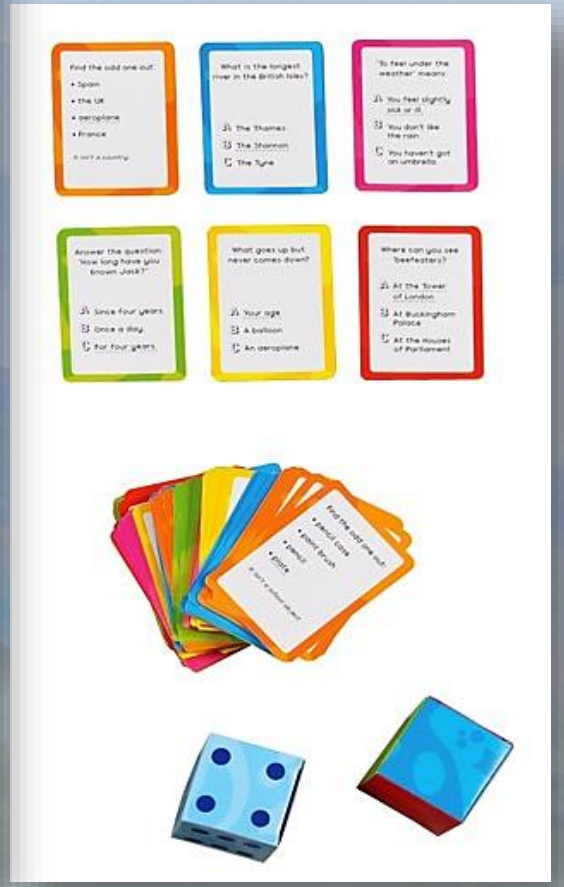 Find the odd one out:
• Spain
• the UK
• aeroplane
• France
It isn't a country.
What is the longest
river in the British Isles?
A The Thames
B The Shannon
C The Tyne
'To feel under the
weather' means:
A You feel slightly
sick or ill.
B You don't like
the rain.
C You haven't got
an umbrella.
Answer the question
"How long have you
known Jack?"
A Since four years.
B Once a day.
C For four years.
What goes up but
never comes down?
A Your age
B A balloon
C An aeroplane
Where can you see
'beefeaters'?
A At the Tower
of London
B At Buckingham
Palace
C At the Houses
of Parliament
Find the odd one out:
• pencil case
• paint brush
• pencil
• plate
It isn't a school object.